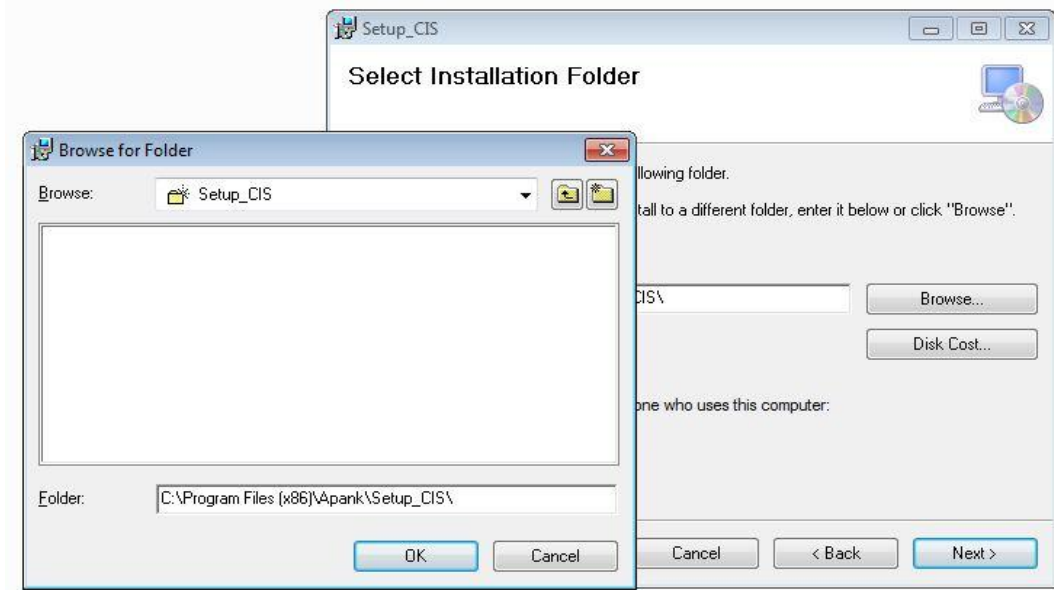 Setup_CIS
Select Installation Folder
Browse for Folder
Browse:
Setup_CIS
llowing folder.
tall to a different folder, enter it below or click "Browse".
CIS\
Browse...
Disk Cost...
one who uses this computer:
Folder:
C:\Program Files (x86)\Apank\Setup_CIS\
OK
Cancel
Cancel
< Back
Next >